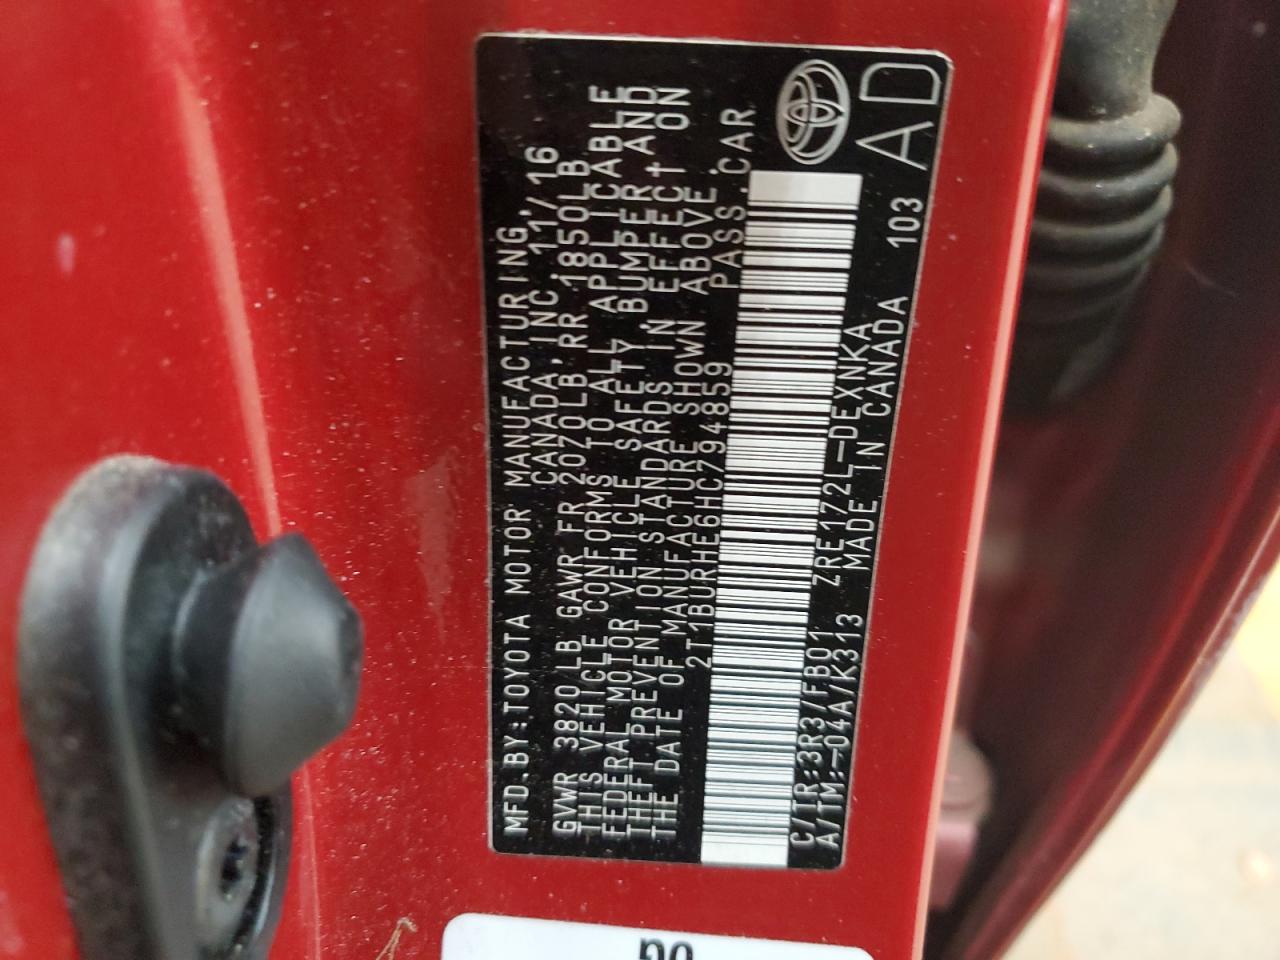 MFD.BY:TOYOTA MOTOR MANUFACTURING,
CANADA,INC.11/16
GVWR 3820LB GAWR FR 2070LB,RR 1850LB
THIS VEHICLE CONFORMS TO ALL APPLICABLE
FEDERAL MOTOR VEHICLE SAFETY, BUMPER, AND
THEFT PREVENTION STANDARDS IN EFFECT ON
THE DATE OF MANUFACTURE SHOWN ABOVE.
2T1BURHE6HC794859 PASS.CAR
C/TR:3R3/FB01 ZRE172L-DEXNKA
A/TM:-04A/K313 MADE IN CANADA 103
AD